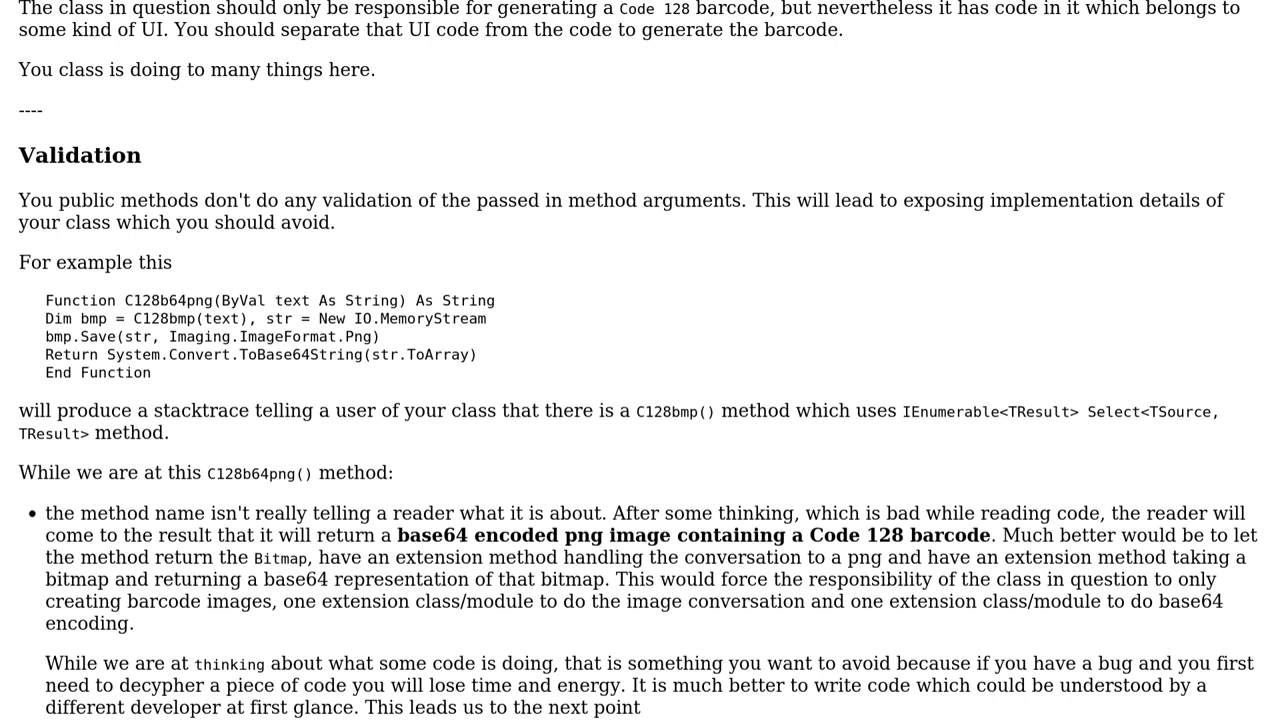 The class in question should only be responsible for generating a Code 128 barcode, but nevertheless it has code in it which belongs to
some kind of UI. You should separate that UI code from the code to generate the barcode.
You class is doing to many things here.
----
Validation
You public methods don't do any validation of the passed in method arguments. This will lead to exposing implementation details of
your class which you should avoid.
For example this
Function C128b64png(ByVal text As String) As String
Dim bmp = C128bmp(text), str = New IO.MemoryStream
bmp.Save(str, Imaging.ImageFormat.Png)
Return System.Convert.ToBase64String(str.ToArray)
End Function
will produce a stacktrace telling a user of your class that there is a C128bmp() method which uses IEnumerable<TResult> Select<TSource,
TResult> method.
While we are at this C128b64png() method:
• the method name isn't really telling a reader what it is about. After some thinking, which is bad while reading code, the reader will
come to the result that it will return a base64 encoded png image containing a Code 128 barcode. Much better would be to let
the method return the Bitmap, have an extension method handling the conversation to a png and have an extension method taking a
bitmap and returning a base64 representation of that bitmap. This would force the responsibility of the class in question to only
creating barcode images, one extension class/module to do the image conversation and one extension class/module to do base64
encoding.
While we are at thinking about what some code is doing, that is something you want to avoid because if you have a bug and you first
need to decypher a piece of code you will lose time and energy. It is much better to write code which could be understood by a
different developer at first glance. This leads us to the next point